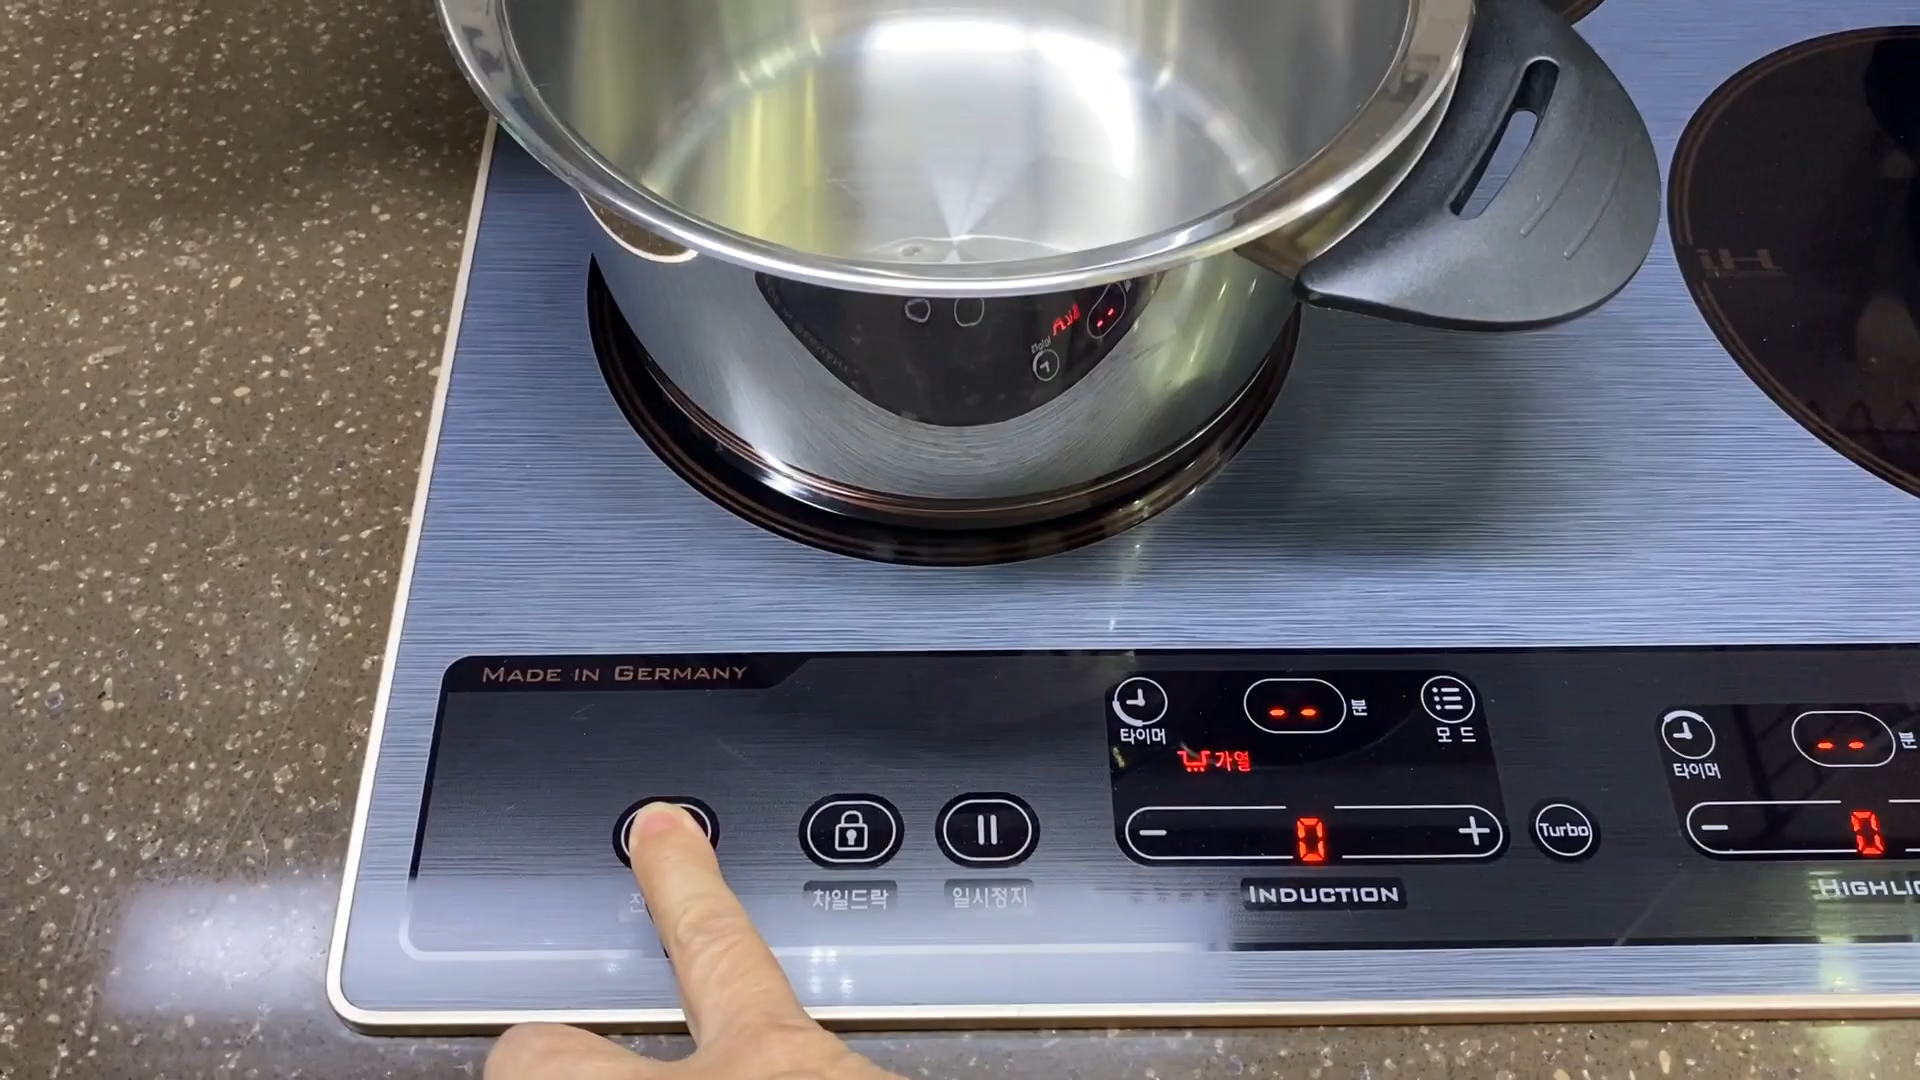 MADE IN GERMANY
타이머
분
모드
가열
0
Turbo
차일드락
일시정지
INDUCTION
타이머
분
0